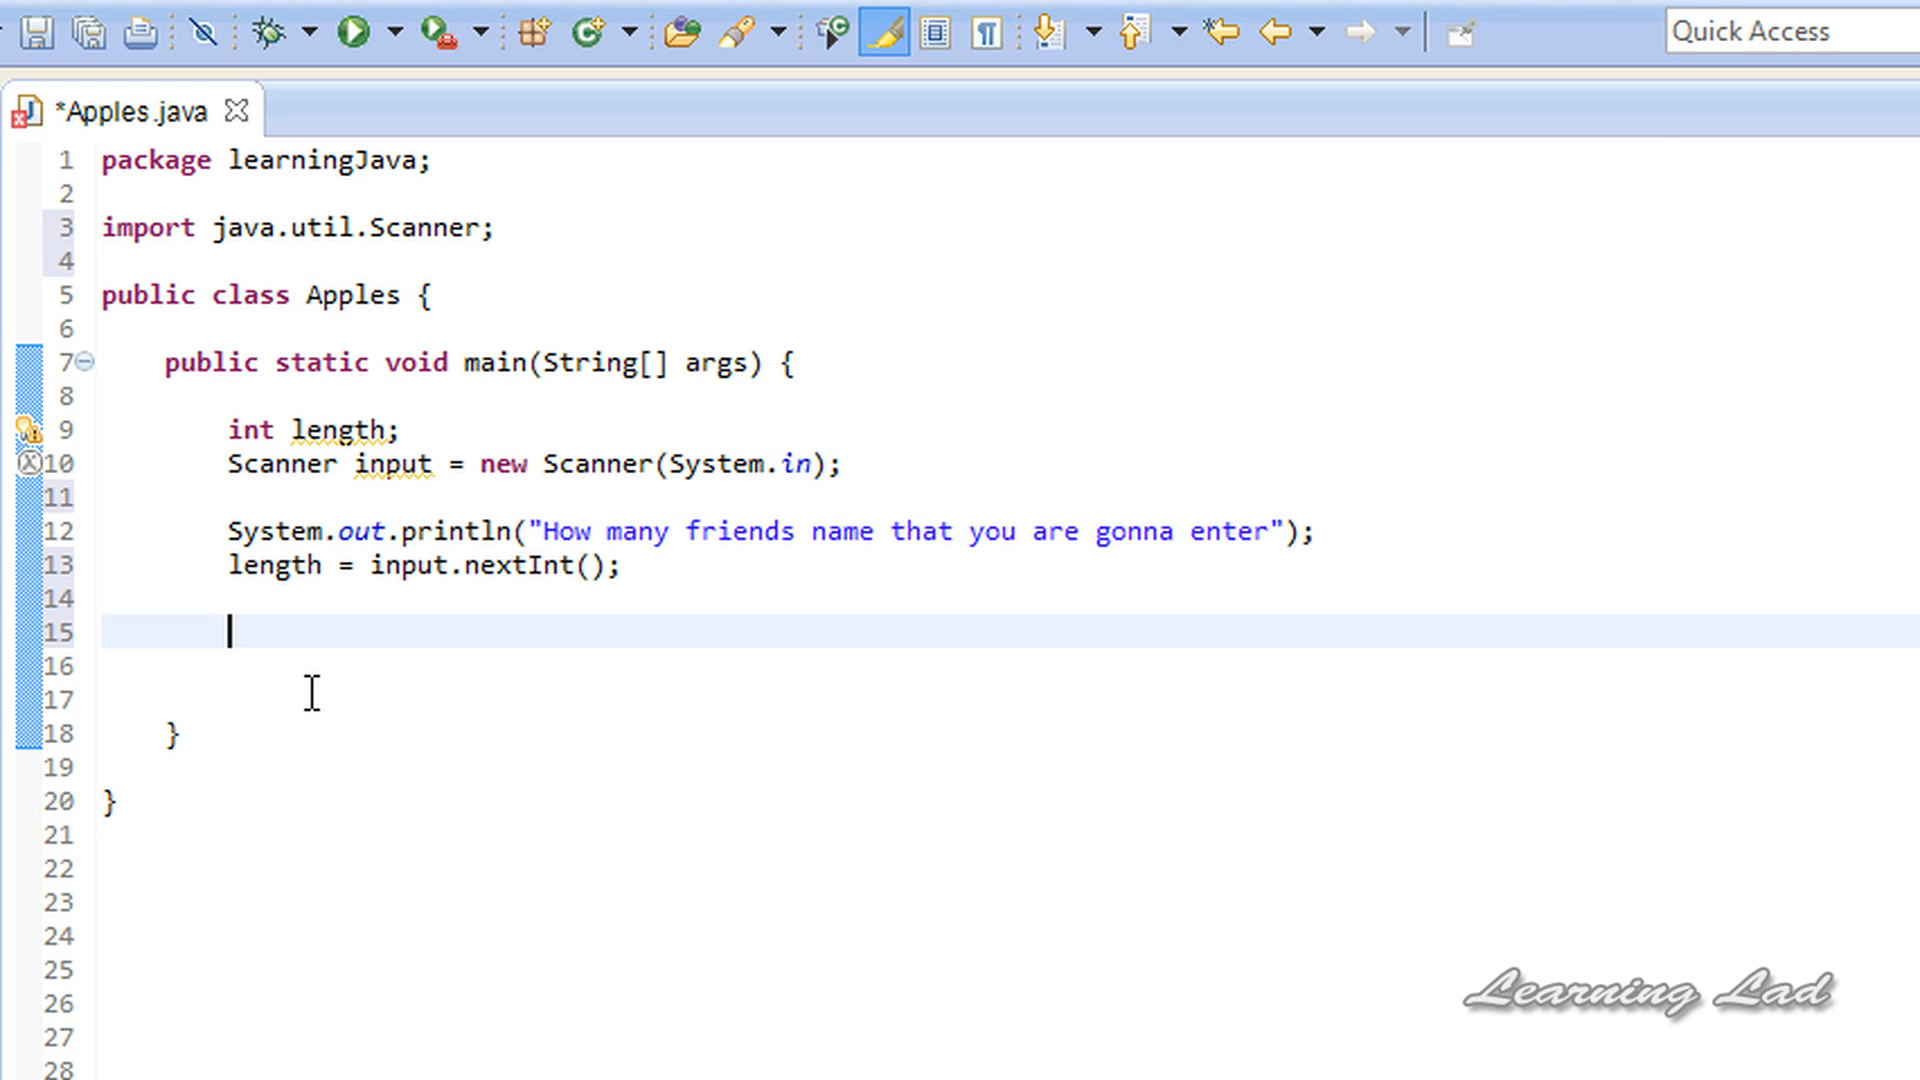 Quick Access
*Apples.java
1 package learningJava;
2
3 import java.util.Scanner;
4
5 public class Apples {
6
7 public static void main(String[] args) {
8
9 int length;
10 Scanner input = new Scanner(System.in);
11
12 System.out.println("How many friends name that you are gonna enter");
13 length = input.nextInt();
14
15
16
17
18 }
19
20 }
21
22
23
24
25
26
27
28
Learning Lad